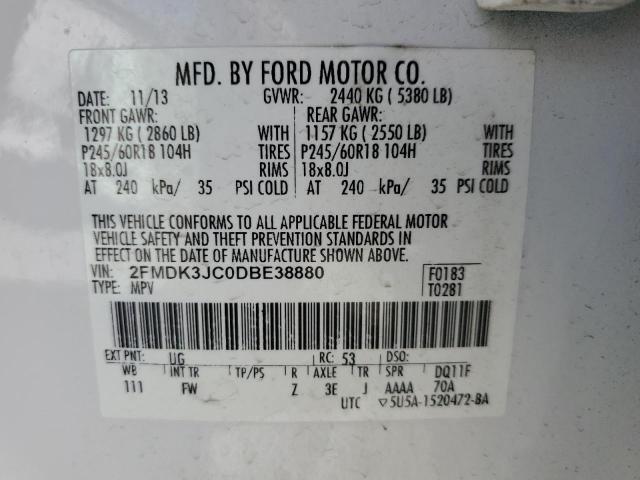 MFD. BY FORD MOTOR CO.
DATE: 11/13 GVWR: 2440 KG ( 5380 LB)
FRONT GAWR: REAR GAWR:
1297 KG ( 2860 LB) WITH 1157 KG ( 2550 LB) WITH
P245/60R18 104H TIRES P245/60R18 104H TIRES
18x8.0J RIMS 18x8.0J RIMS
AT 240 kPa/ 35 PSI COLD AT 240 kPa/ 35 PSI COLD
THIS VEHICLE CONFORMS TO ALL APPLICABLE FEDERAL MOTOR
VEHICLE SAFETY AND THEFT PREVENTION STANDARDS IN
EFFECT ON THE DATE OF MANUFACTURE SHOWN ABOVE.
VIN: 2FMDK3JC0DBE38880 F0183
TYPE: MPV T0281
EXT PNT: UG RC: 53 DSO:
WB INT TR TP/PS R AXLE TR SPR DQ11F
111 FW Z 3E J AAAA 70A
UTC ▽5U5A-1520472-BA